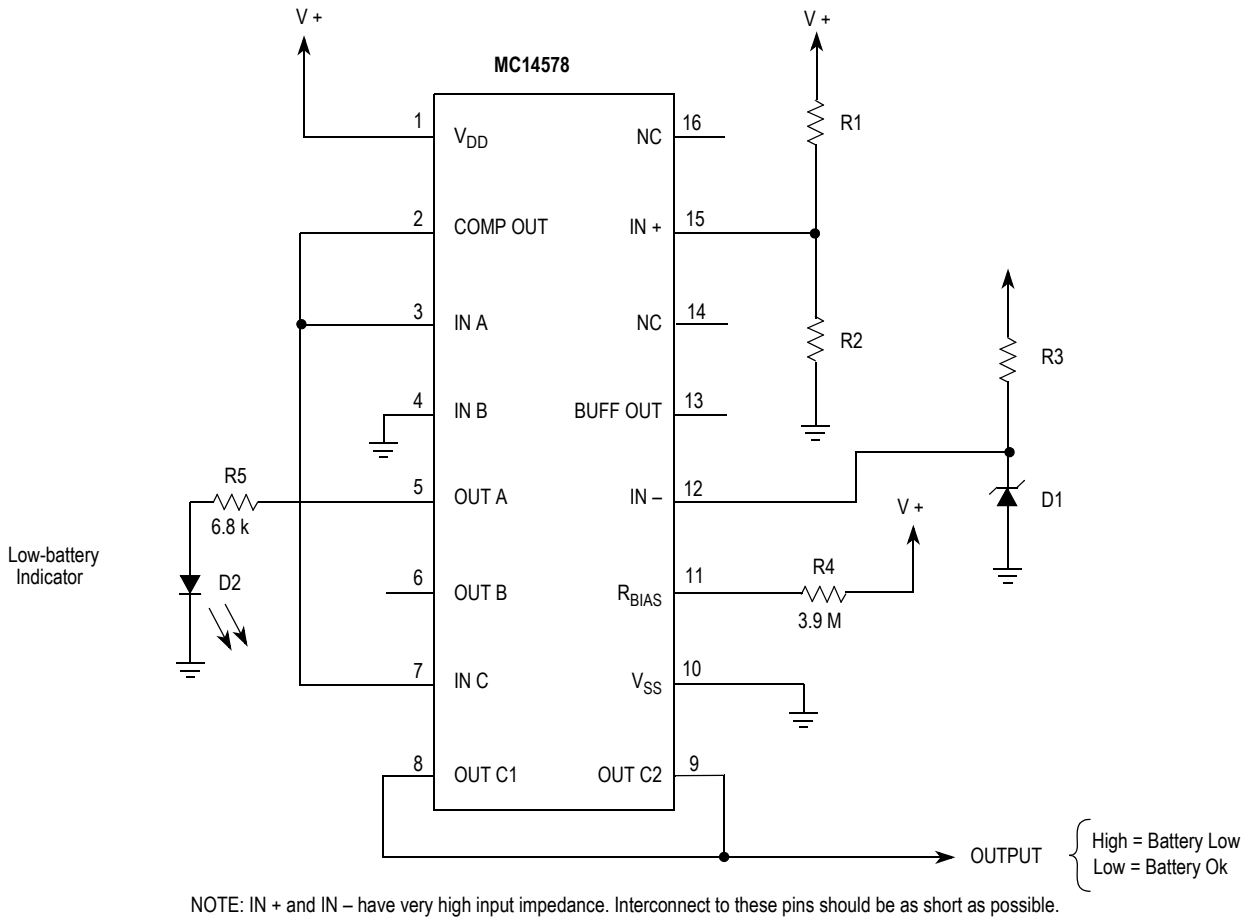 V +
V +
MC14578
1
VDD
NC
16
R1
2
COMP OUT
IN +
15
3
IN A
NC
14
R2
R3
4
IN B
BUFF OUT
13
R5
6.8 k
5
OUT A
IN –
12
D1
V +
Low-battery
Indicator
D2
6
OUT B
RBIAS
11
R4
3.9 M
7
IN C
VSS
10
8
OUT C1
OUT C2
9
OUTPUT
High = Battery Low
Low = Battery Ok
NOTE: IN + and IN – have very high input impedance. Interconnect to these pins should be as short as possible.